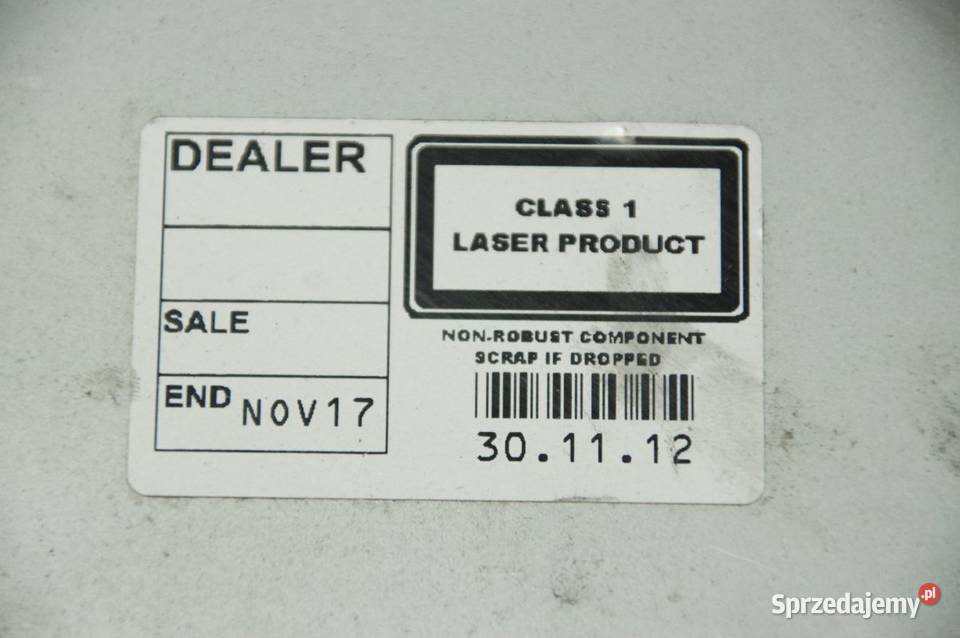 DEALER
SALE
END NOV17
CLASS 1
LASER PRODUCT
NON-ROBUST COMPONENT
SCRAP IF DROPPED
30.11.12
Sprzedajemy.pl